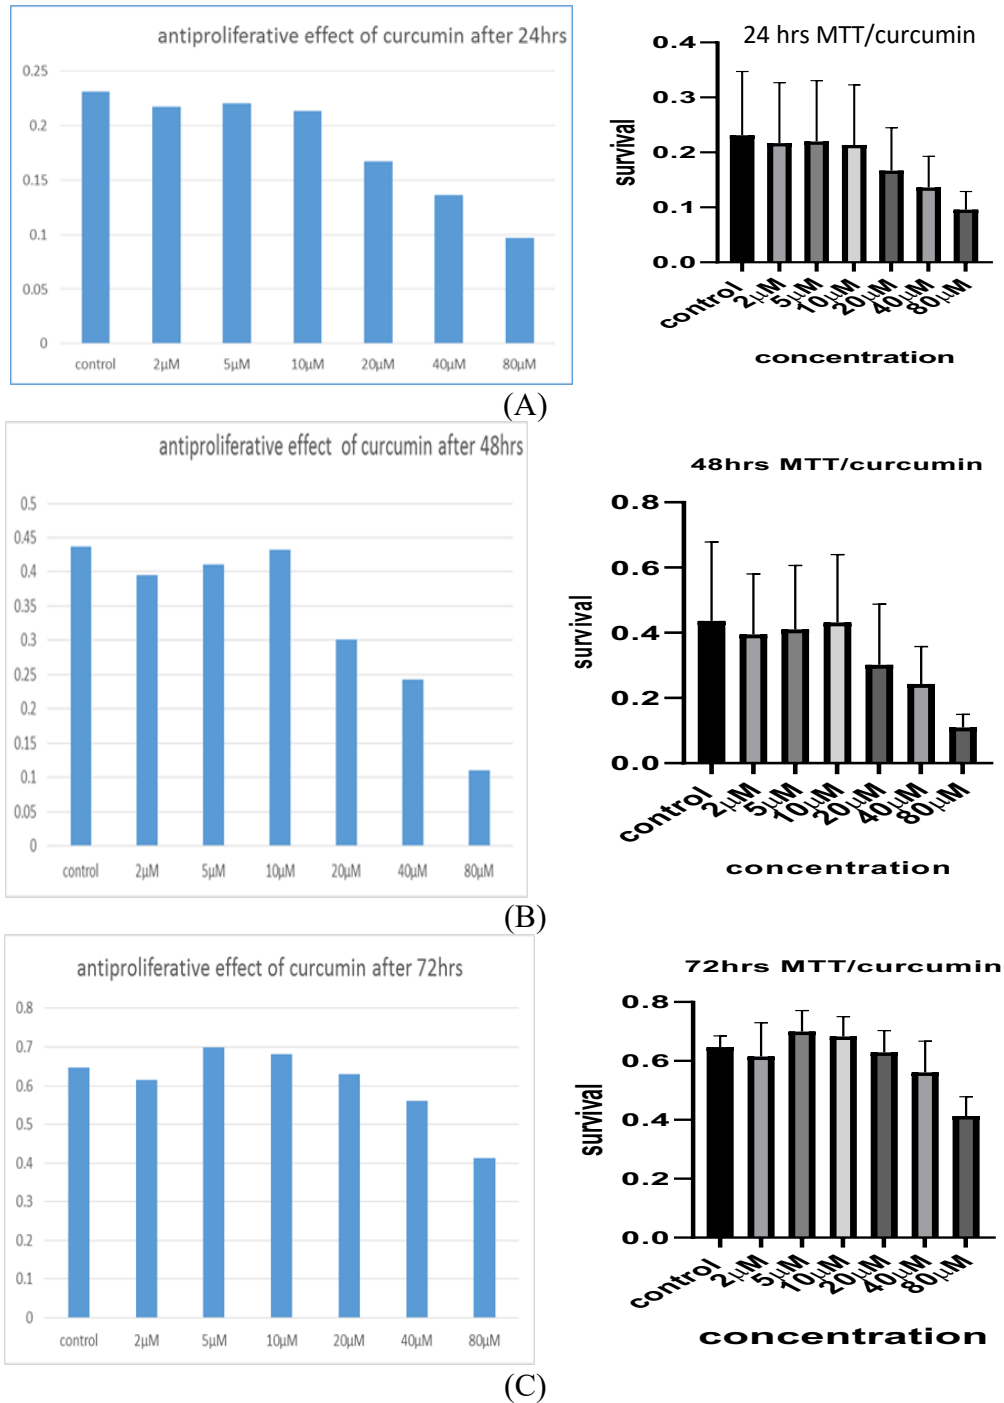 antiproliferative effect of curcumin after 24hrs
0.25
0.2
0.15
0.1
0.05
0
control 2µM 5µM 10µM 20µM 40µM 80µM
24 hrs MTT/curcumin
survival
0.4
0.3
0.2
0.1
0.0
control 2µM 5µM 10µM 20µM 40µM 80µM
concentration
(A)
antiproliferative effect of curcumin after 48hrs
0.5
0.45
0.4
0.35
0.3
0.25
0.2
0.15
0.1
0.05
0
control 2µM 5µM 10µM 20µM 40µM 80µM
48hrs MTT/curcumin
survival
0.8
0.6
0.4
0.2
0.0
control 2µM 5µM 10µM 20µM 40µM 80µM
concentration
(B)
antiproliferative effect of curcumin after 72hrs
0.8
0.7
0.6
0.5
0.4
0.3
0.2
0.1
0
control 2µM 5µM 10µM 20µM 40µM 80µM
72hrs MTT/curcumin
survival
0.8
0.6
0.4
0.2
0.0
control 2µM 5µM 10µM 20µM 40µM 80µM
concentration
(C)